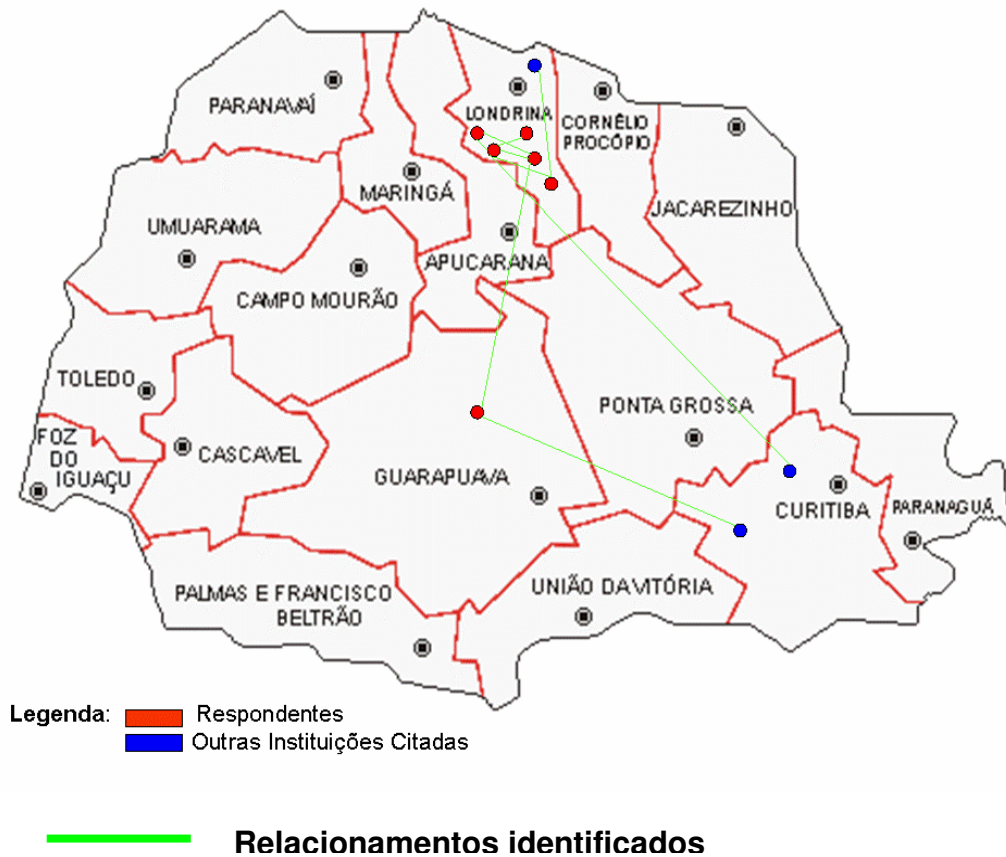 PARANAVAÍ
LONDRINA
CORNÉLIO
PROCÓPIO
MARINGÁ
JACAREZINHO
UMUARAMA
APUCARANA
CAMPO MOURÃO
TOLEDO
PONTA GROSSA
FOZ
DO
IGUAÇU
CASCAVEL
GUARAPUAVA
CURITIBA
PARANAGUÁ
PALMAS E FRANCISCO
BELTRÃO
UNIÃO DA VITÓRIA
Legenda: Respondentes
Outras Instituições Citadas
Relacionamentos identificados